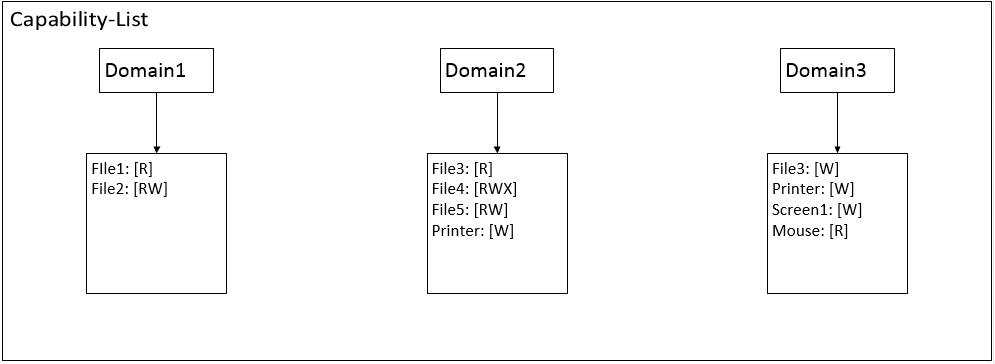 Capability-List
Domain1
FIle1: [R]
File2: [RW]
Domain2
File3: [R]
File4: [RWX]
File5: [RW]
Printer: [W]
Domain3
File3: [W]
Printer: [W]
Screen1: [W]
Mouse: [R]